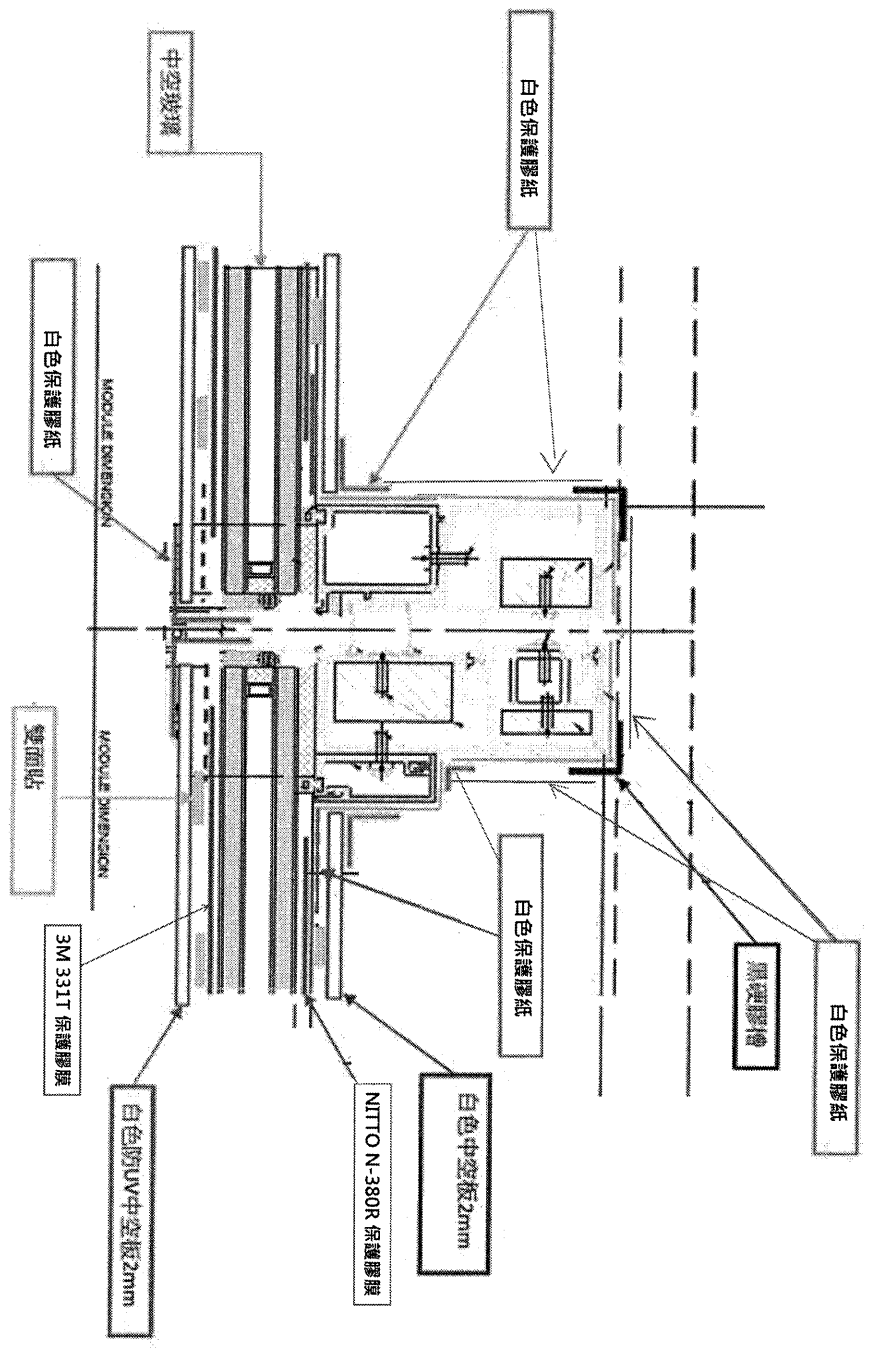 白色保護膠紙
黑硬膠槽
白色保護膠紙
白色保護膠紙
白色中空板2mm
NITTO N-380R 保護膠膜
中空玻璃
白色防UV中空板2mm
MODULE DIMENSION
MODULE DIMENSION
3M 331T 保護膠膜
白色保護膠紙
雙面貼